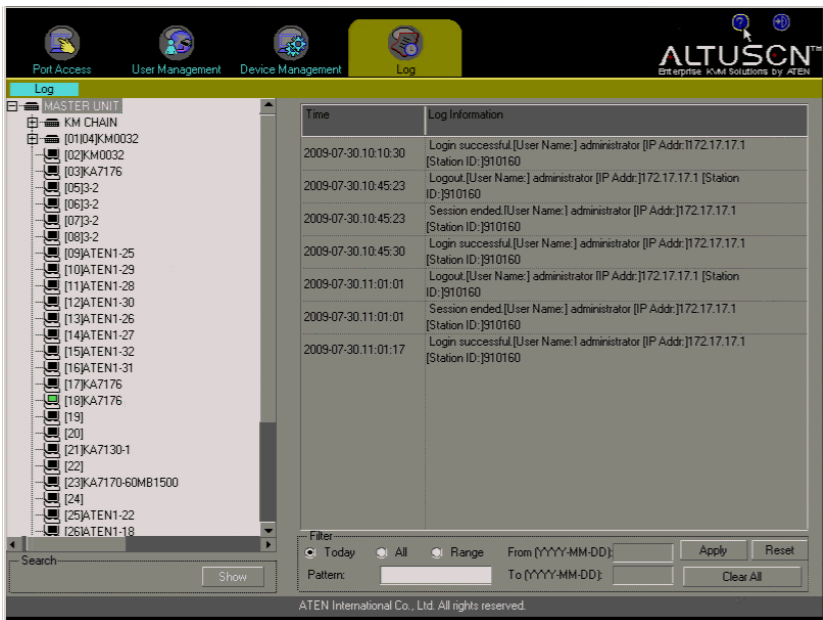 Port Access
User Management
Device Management
Log
ALTUSEN™
Enterprise KVM Solutions by ATEN
Log
MASTER UNIT
KM CHAIN
[01|04]KM0032
[02]KM0032
[03]KA7176
[05]3-2
[06]3-2
[07]3-2
[08]3-2
[09]ATEN1-25
[10]ATEN1-29
[11]ATEN1-28
[12]ATEN1-30
[13]ATEN1-26
[14]ATEN1-27
[15]ATEN1-32
[16]ATEN1-31
[17]KA7176
[18]KA7176
[19]
[20]
[21]KA7130-1
[22]
[23]KA7170-60MB1500
[24]
[25]ATEN1-22
[26]ATEN1-18
Search
Show
Time
Log Information
2009-07-30.10:10:30
Login successful.[User Name:] administrator [IP Addr:]172.17.17.1
[Station ID:]910160
2009-07-30.10:45:23
Logout.[User Name:] administrator [IP Addr:]172.17.17.1 [Station
ID:]910160
2009-07-30.10:45:23
Session ended.[User Name:] administrator [IP Addr:]172.17.17.1
[Station ID:]910160
2009-07-30.10:45:30
Login successful.[User Name:] administrator [IP Addr:]172.17.17.1
[Station ID:]910160
2009-07-30.11:01:01
Logout.[User Name:] administrator [IP Addr:]172.17.17.1 [Station
ID:]910160
2009-07-30.11:01:01
Session ended.[User Name:] administrator [IP Addr:]172.17.17.1
[Station ID:]910160
2009-07-30.11:01:17
Login successful.[User Name:] administrator [IP Addr:]172.17.17.1
[Station ID:]910160
Filter
Today All Range From (YYYY-MM-DD): Apply Reset
Pattern: To (YYYY-MM-DD): Clear All
ATEN International Co., Ltd. All rights reserved.